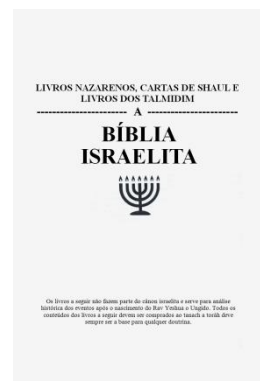 LIVROS NAZARENOS, CARTAS DE SHAUL E
LIVROS DOS TALMIDIM
----------------------- A -----------------------
BÍBLIA
ISRAELITA
Os livros a seguir não fazem parte do cânon israelita e serve para análise
histórica dos eventos após o nascimento do Rav Yeshua o Ungido. Todos os
conteúdos dos livros a seguir devem ser comparados ao tanach a torah deve
sempre ser a base para qualquer doutrina.